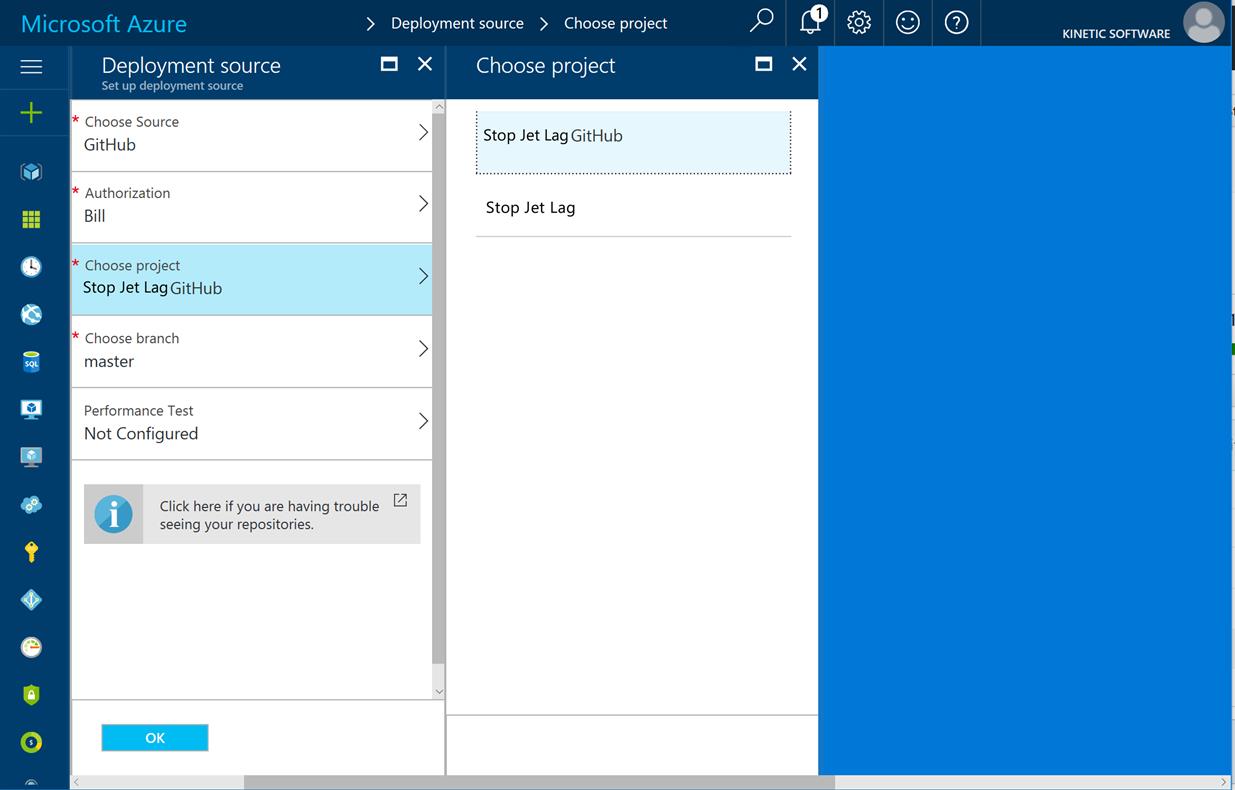 Microsoft Azure
Deployment source
Choose project
1
KINETIC SOFTWARE
Deployment source
Set up deployment source
* Choose Source
GitHub
* Authorization
Bill
* Choose project
Stop Jet Lag GitHub
* Choose branch
master
Performance Test
Not Configured
Click here if you are having trouble
seeing your repositories.
OK
Choose project
Stop Jet Lag GitHub
Stop Jet Lag
SQL